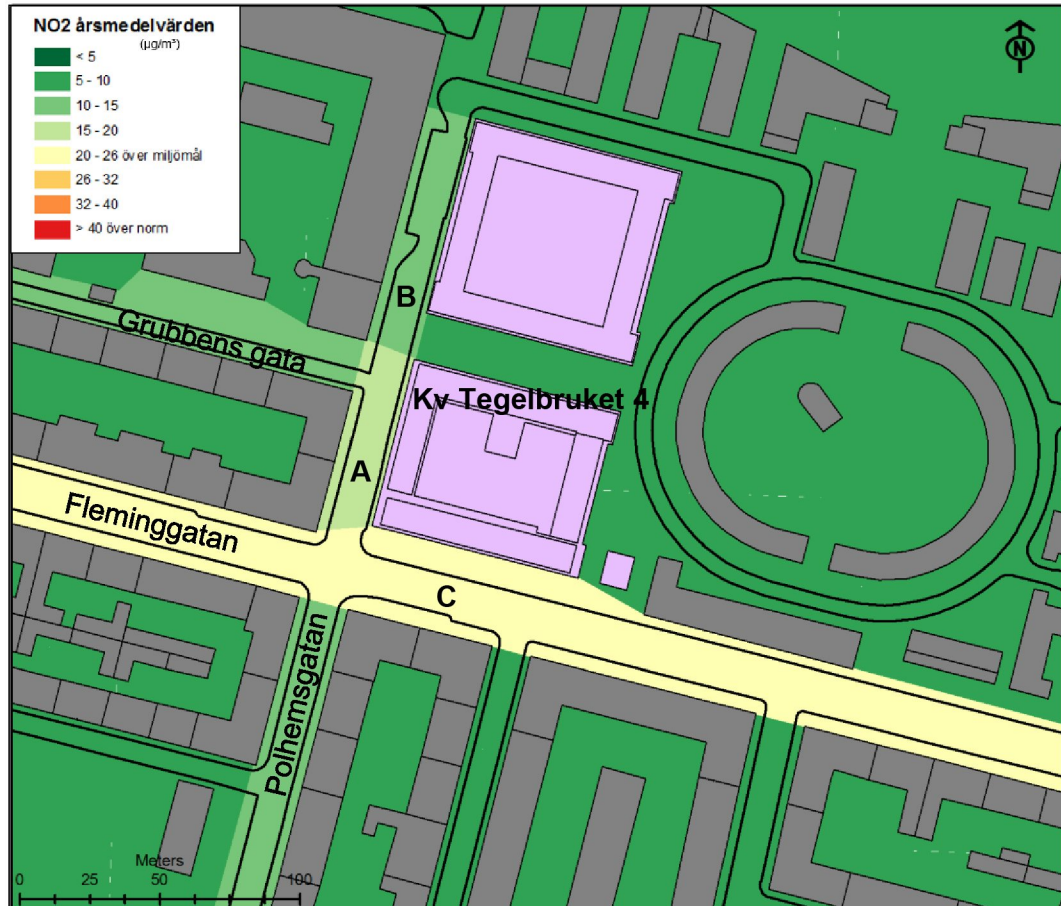 NO2 årsmedelvärden
(µg/m³)
< 5
5 - 10
10 - 15
15 - 20
20 - 26 över miljömål
26 - 32
32 - 40
> 40 över norm
N
B
Grubbens gata
Kv Tegelbruket 4
A
Fleminggatan
C
Polhemsgatan
Meters
0 25 50 100